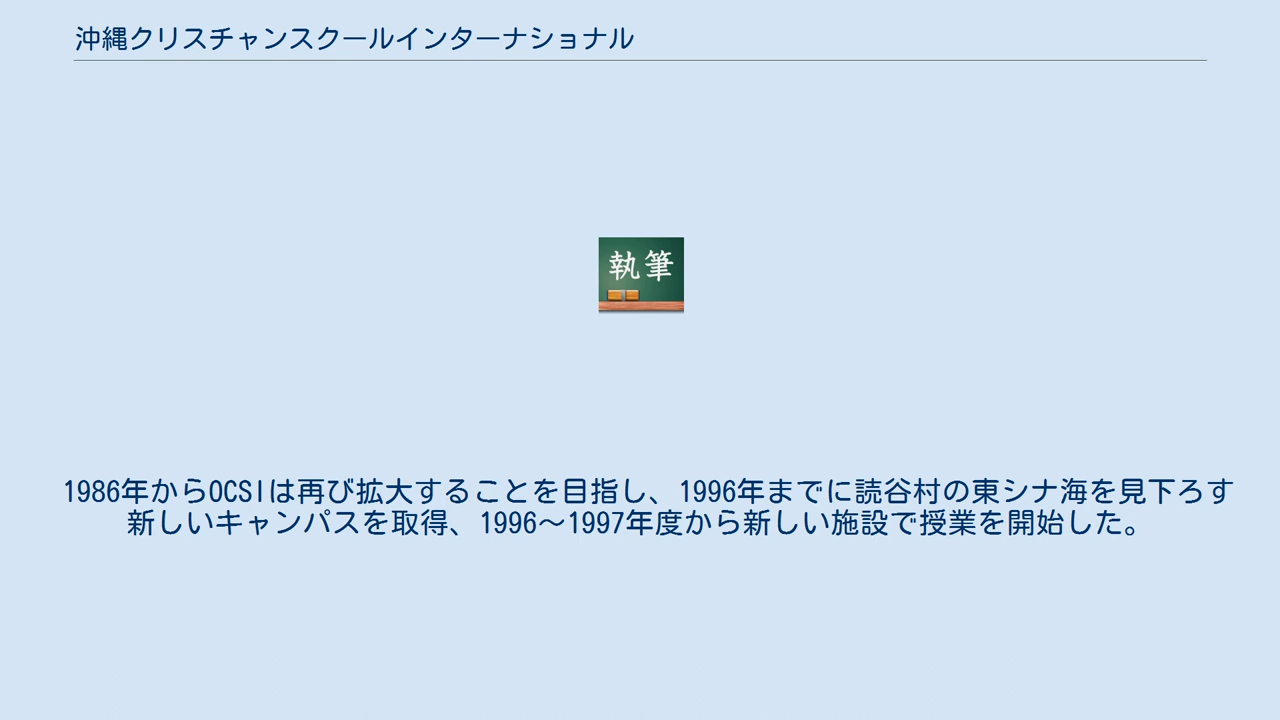 沖縄クリスチャンスクールインターナショナル
執筆
1986年からOCSIは再び拡大することを目指し、1996年までに読谷村の東シナ海を見下ろす
新しいキャンパスを取得、1996～1997年度から新しい施設で授業を開始した。